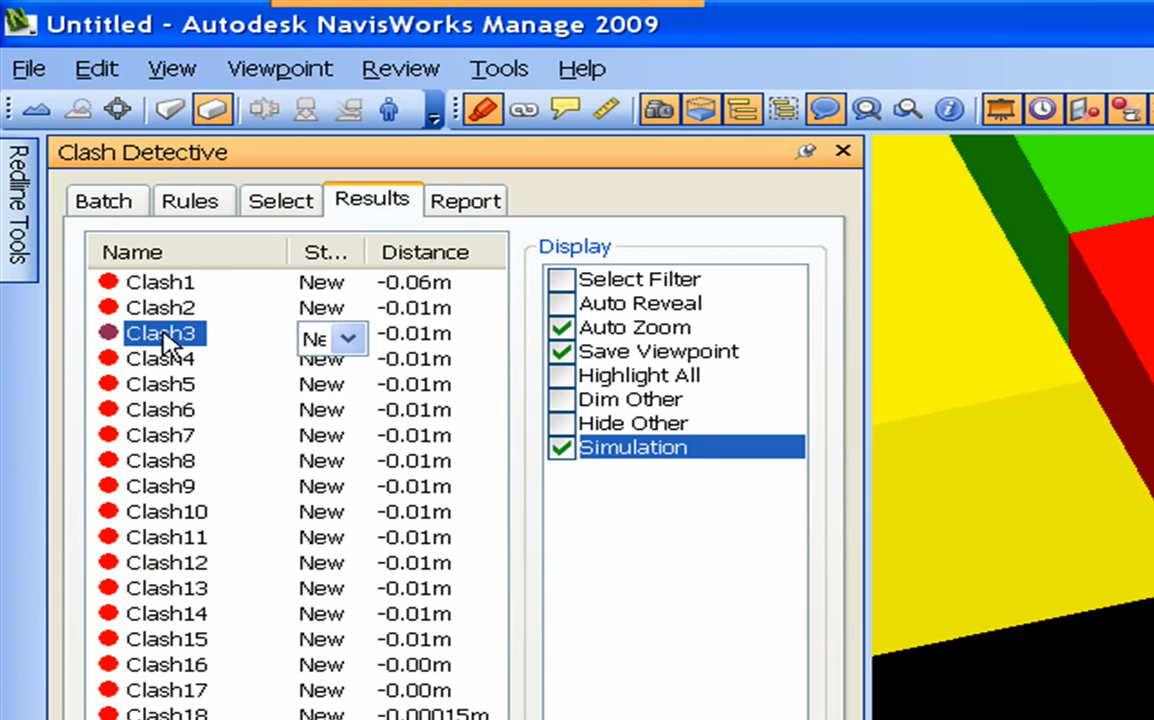 Untitled - Autodesk NavisWorks Manage 2009
File Edit View Viewpoint Review Tools Help
Redline Tools
Clash Detective
Batch Rules Select Results Report
Name St... Distance
Clash1 New -0.06m
Clash2 New -0.01m
Clash3 Ne -0.01m
Clash4 New -0.01m
Clash5 New -0.01m
Clash6 New -0.01m
Clash7 New -0.01m
Clash8 New -0.01m
Clash9 New -0.01m
Clash10 New -0.01m
Clash11 New -0.01m
Clash12 New -0.01m
Clash13 New -0.01m
Clash14 New -0.01m
Clash15 New -0.01m
Clash16 New -0.00m
Clash17 New -0.00m
Clash18 New -0.00015m
Display
Select Filter
Auto Reveal
Auto Zoom
Save Viewpoint
Highlight All
Dim Other
Hide Other
Simulation